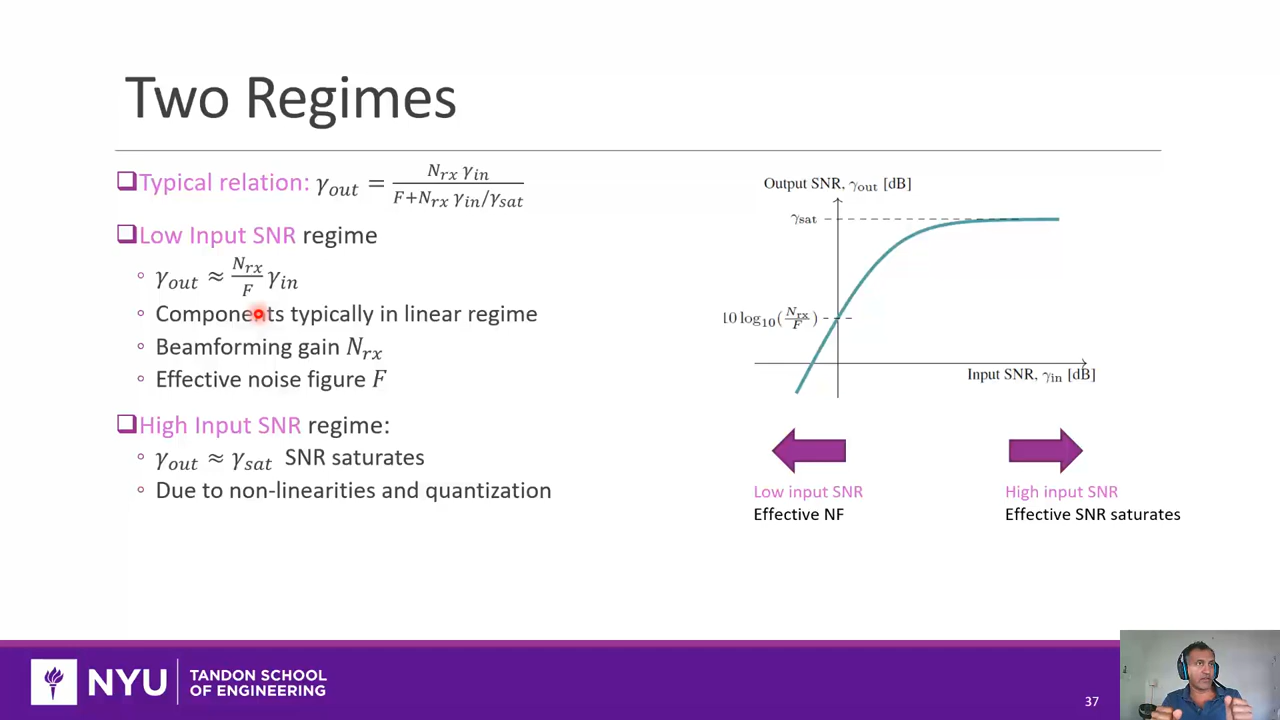 Two Regimes
❑Typical relation: γ_out = N_rx γ_in / (F+N_rx γ_in/γ_sat)
❑Low Input SNR regime
◦ γ_out ≈ N_rx/F γ_in
◦ Components typically in linear regime
◦ Beamforming gain N_rx
◦ Effective noise figure F
❑High Input SNR regime:
◦ γ_out ≈ γ_sat SNR saturates
◦ Due to non-linearities and quantization
Output SNR, γ_out [dB]
γ_sat
10 log_10(N_rx/F)
Input SNR, γ_in [dB]
Low input SNR
Effective NF
High input SNR
Effective SNR saturates
NYU
TANDON SCHOOL
OF ENGINEERING
37